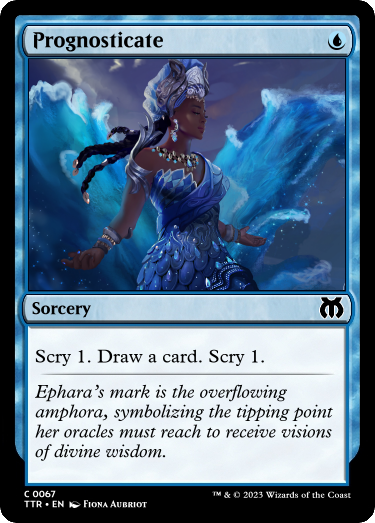 Prognosticate
Sorcery
Scry 1. Draw a card. Scry 1.
Ephara's mark is the overflowing
amphora, symbolizing the tipping point
her oracles must reach to receive visions
of divine wisdom.
C 0067
TTR • EN Fiona Aubriot
™ & © 2023 Wizards of the Coast